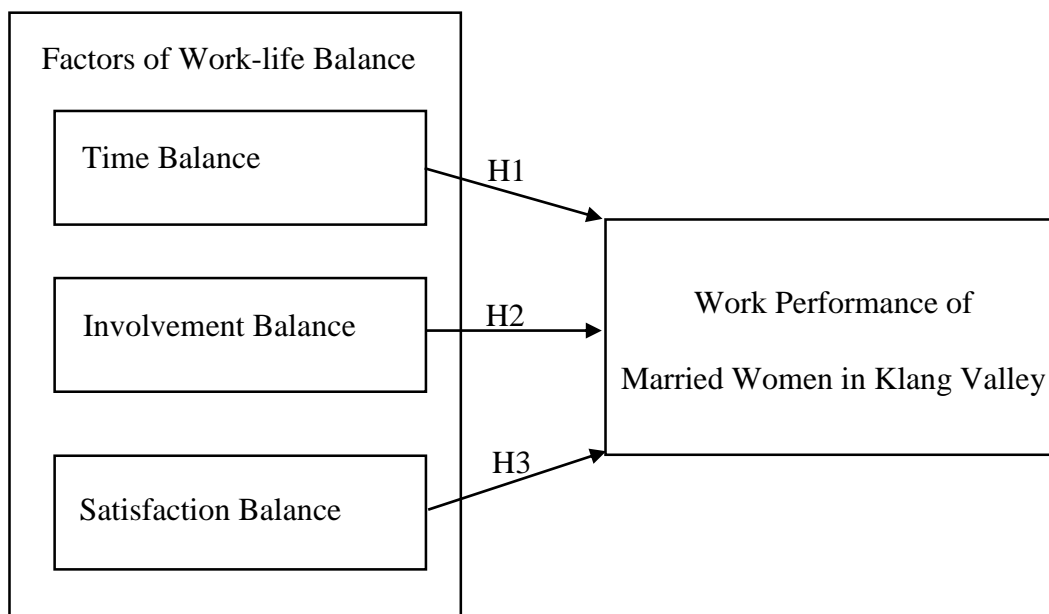 Factors of Work-life Balance
Time Balance
H1
Involvement Balance
H2
Satisfaction Balance
H3
Work Performance of
Married Women in Klang Valley